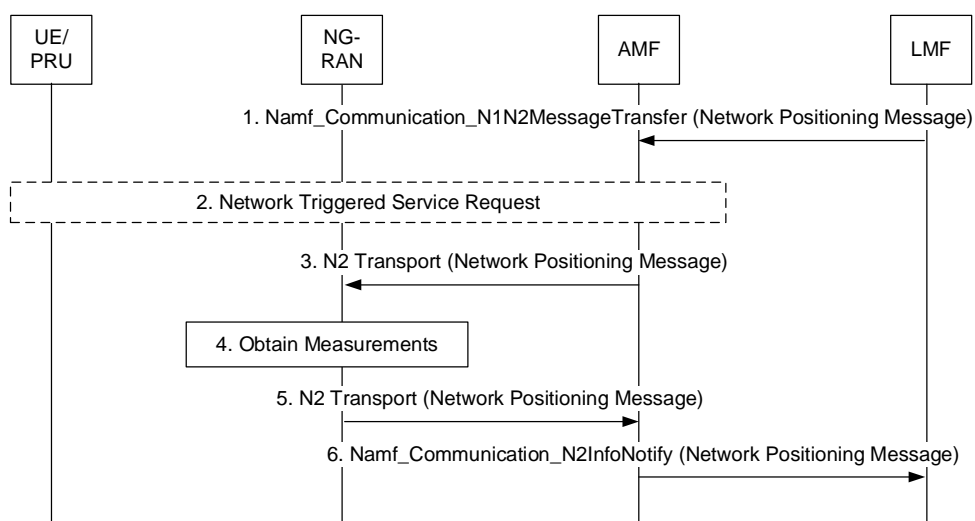 UE/
PRU
NG-
RAN
AMF
LMF
1. Namf_Communication_N1N2MessageTransfer (Network Positioning Message)
2. Network Triggered Service Request
3. N2 Transport (Network Positioning Message)
4. Obtain Measurements
5. N2 Transport (Network Positioning Message)
6. Namf_Communication_N2InfoNotify (Network Positioning Message)